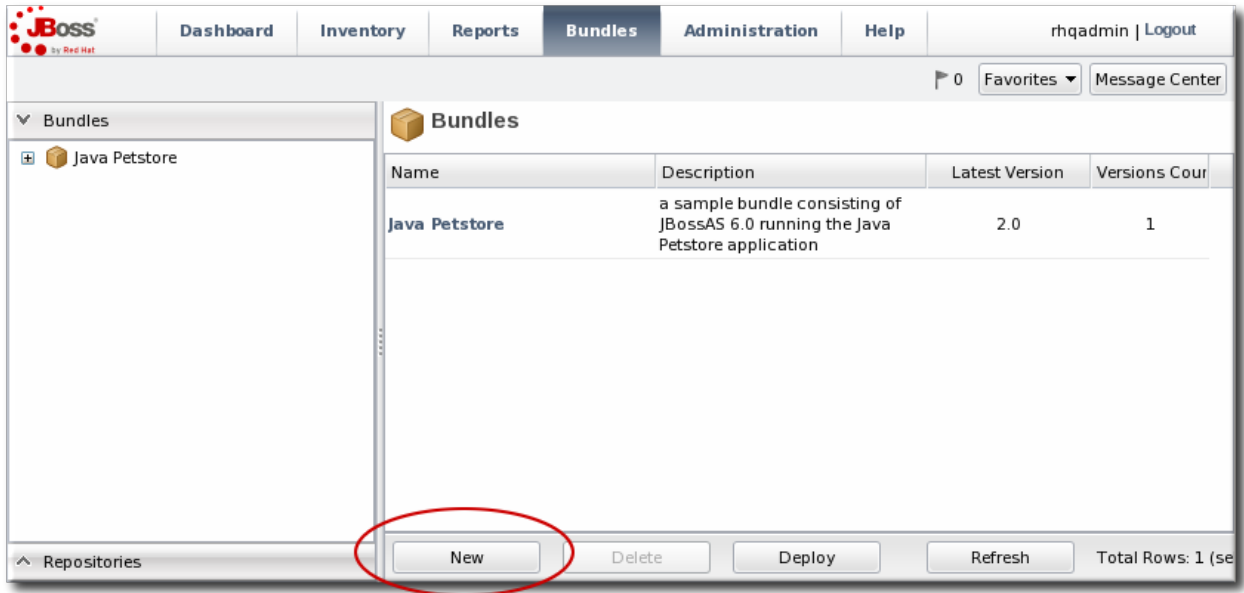 JBoss
by Red Hat
Dashboard Inventory Reports Bundles Administration Help rhqadmin | Logout
0 Favorites Message Center
Bundles
Java Petstore
Bundles
Name Description Latest Version Versions Cour
Java Petstore a sample bundle consisting of JBossAS 6.0 running the Java Petstore application 2.0 1
Repositories
New Delete Deploy Refresh Total Rows: 1 (se